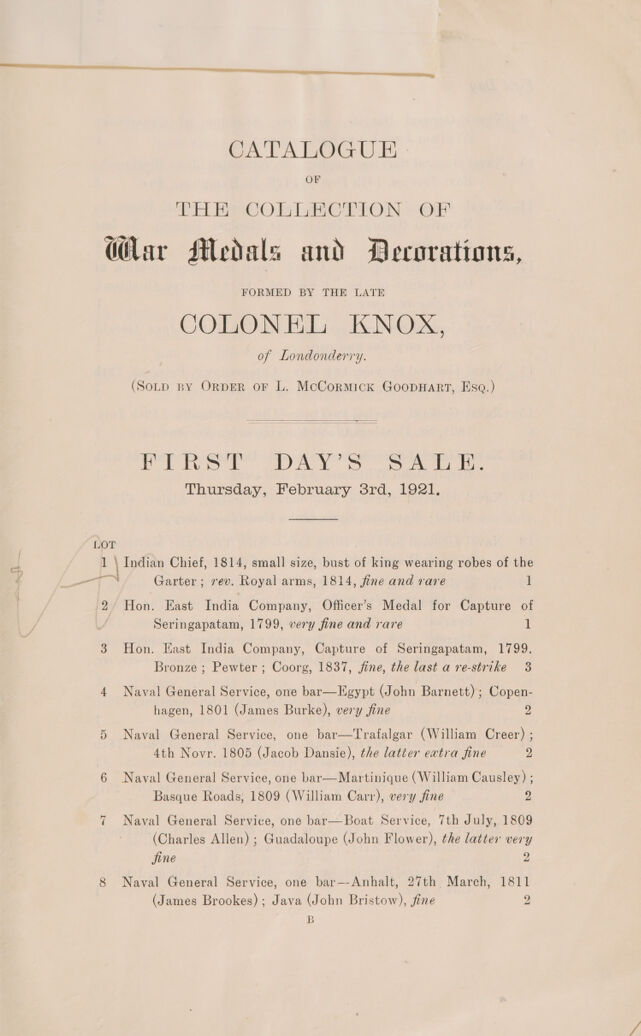 CATALOGUE
OF
THE COLLECTION OF
War Medals and Decorations,
FORMED BY THE LATE
COLONEL KNOX,
of Londonderry.
(Sold by Order of L. McCormick Goodhart, Esq.)
FIRST DAY'S SALE.
Thursday, February 3rd, 1921.
LOT
1 Indian Chief, 1814, small size, bust of king wearing robes of the
Garter; rev. Royal arms, 1814, fine and rare 1
2 Hon. East India Company, Officer's Medal for Capture of
Seringapatam, 1799, very fine and rare 1
3 Hon. East India Company, Capture of Seringapatam, 1799.
Bronze; Pewter; Coorg, 1837, fine, the last a re-strike 3
4 Naval General Service, one bar—Egypt (John Barnett); Copen-
hagen, 1801 (James Burke), very fine 2
5 Naval General Service, one bar—Trafalgar (William Creer);
4th Novr. 1805 (Jacob Dansie), the latter extra fine 2
6 Naval General Service, one bar—Martinique (William Causley);
Basque Roads, 1809 (William Carr), very fine 2
7 Naval General Service, one bar—Boat Service, 7th July, 1809
(Charles Allen); Guadaloupe (John Flower), the latter very
fine 2
8 Naval General Service, one bar—Anhalt, 27th March, 1811
(James Brookes); Java (John Bristow), fine 2
B